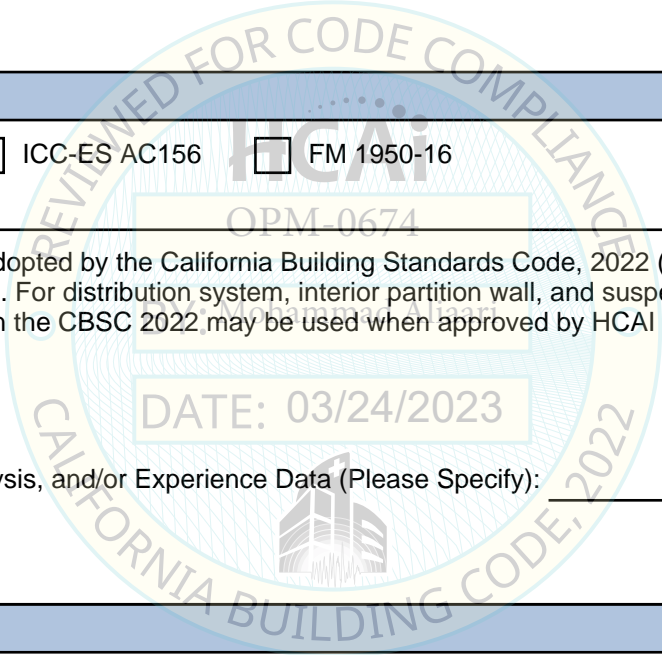 REVIEWED FOR CODE COMPLIANCE
HCAi
ICC-ES AC156 FM 1950-16
OPM-0674
dopted by the California Building Standards Code, 2022 (
. For distribution system, interior partition wall, and suspe
n the CBSC 2022 may be used when approved by HCAI
BY: Mohammad Aliaari
DATE: 03/24/2023
ysis, and/or Experience Data (Please Specify):
CALIFORNIA BUILDING CODE, 2022